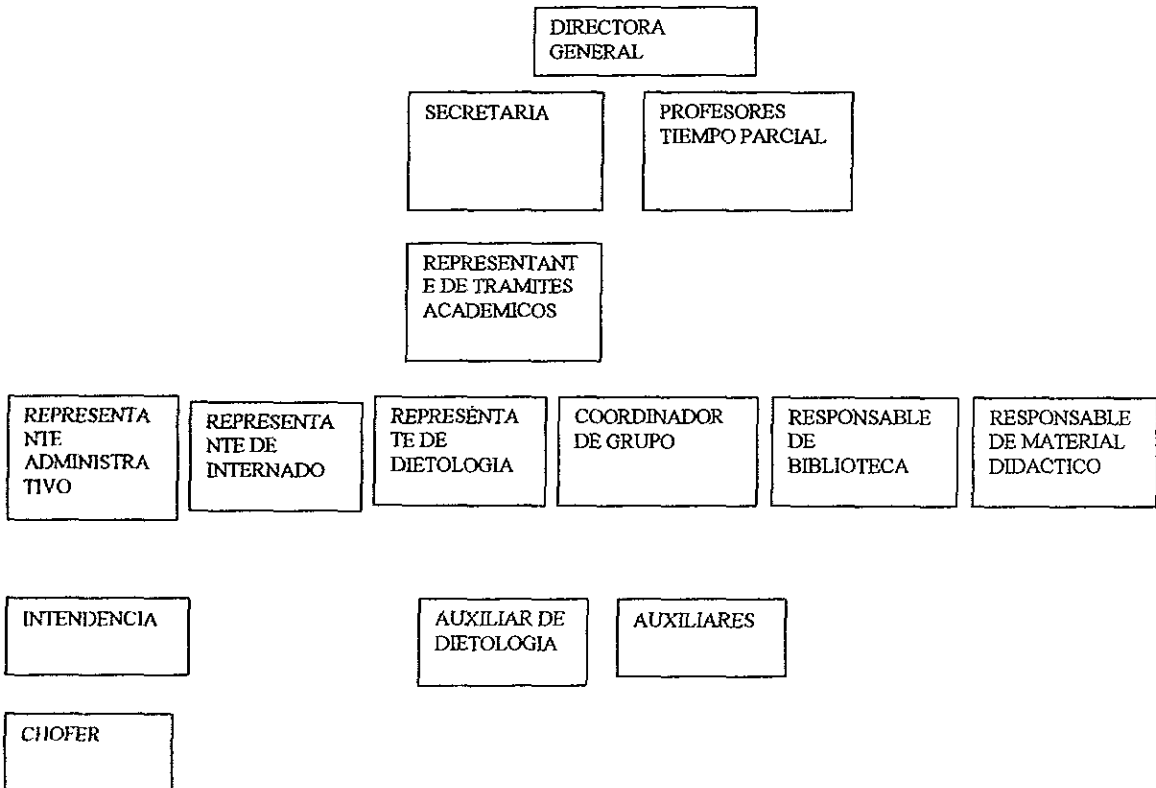 DIRECTORA
GENERAL
SECRETARIA
PROFESORES
TIEMPO PARCIAL
REPRESENTANT
E DE TRAMITES
ACADEMICOS
REPRESENTA
NTE
ADMINISTRA
TIVO
REPRESENTA
NTE DE
INTERNADO
REPRESENTA
TE DE
DIETOLOGIA
COORDINADOR
DE GRUPO
RESPONSABLE
DE
BIBLIOTECA
RESPONSABLE
DE MATERIAL
DIDACTICO
INTENDENCIA
AUXILIAR DE
DIETOLOGIA
AUXILIARES
CHOFER